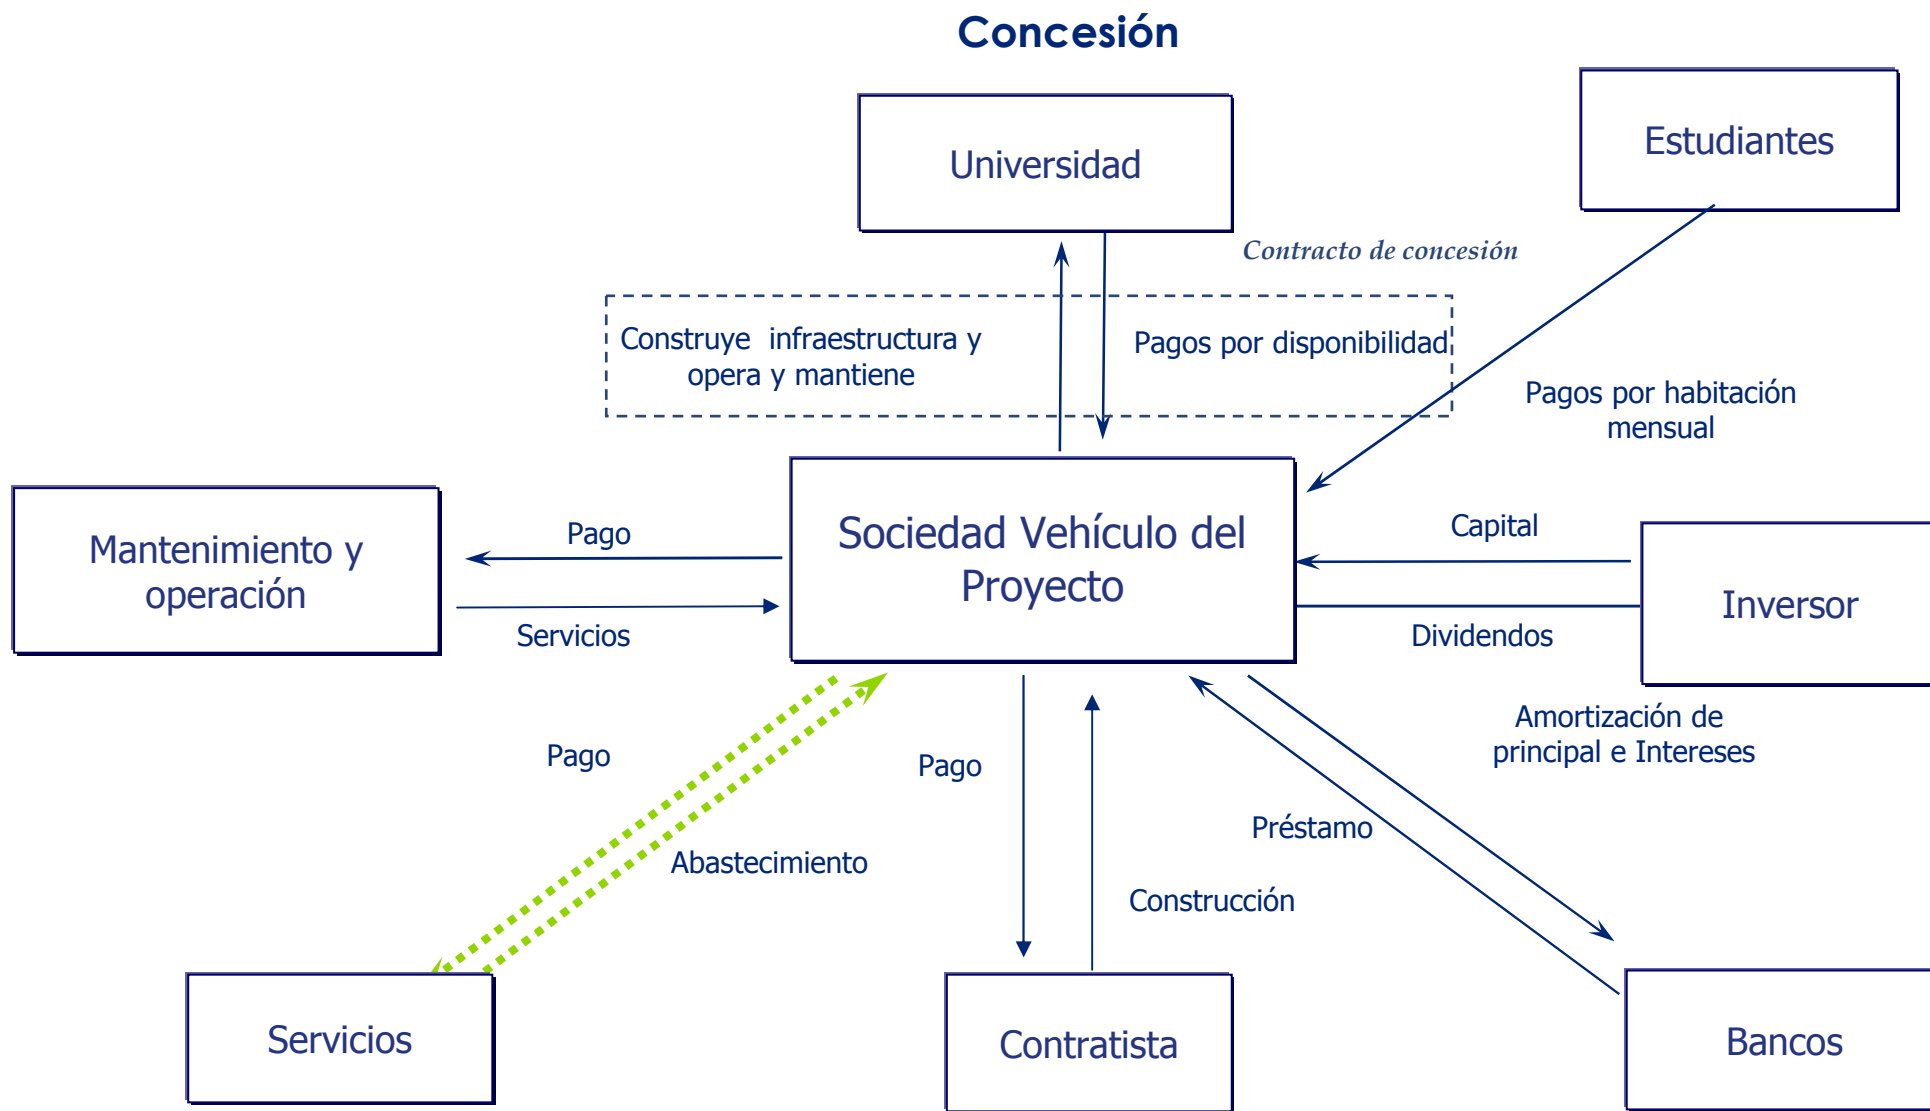 Concesión
Estudiantes
Universidad
Contracto de concesión
Construye infraestructura y
opera y mantiene
Pagos por disponibilidad
Pagos por habitación
mensual
Mantenimiento y
operación
Pago
Servicios
Sociedad Vehículo del
Proyecto
Capital
Dividendos
Inversor
Amortización de
principal e Intereses
Pago
Abastecimiento
Pago
Construcción
Préstamo
Servicios
Contratista
Bancos